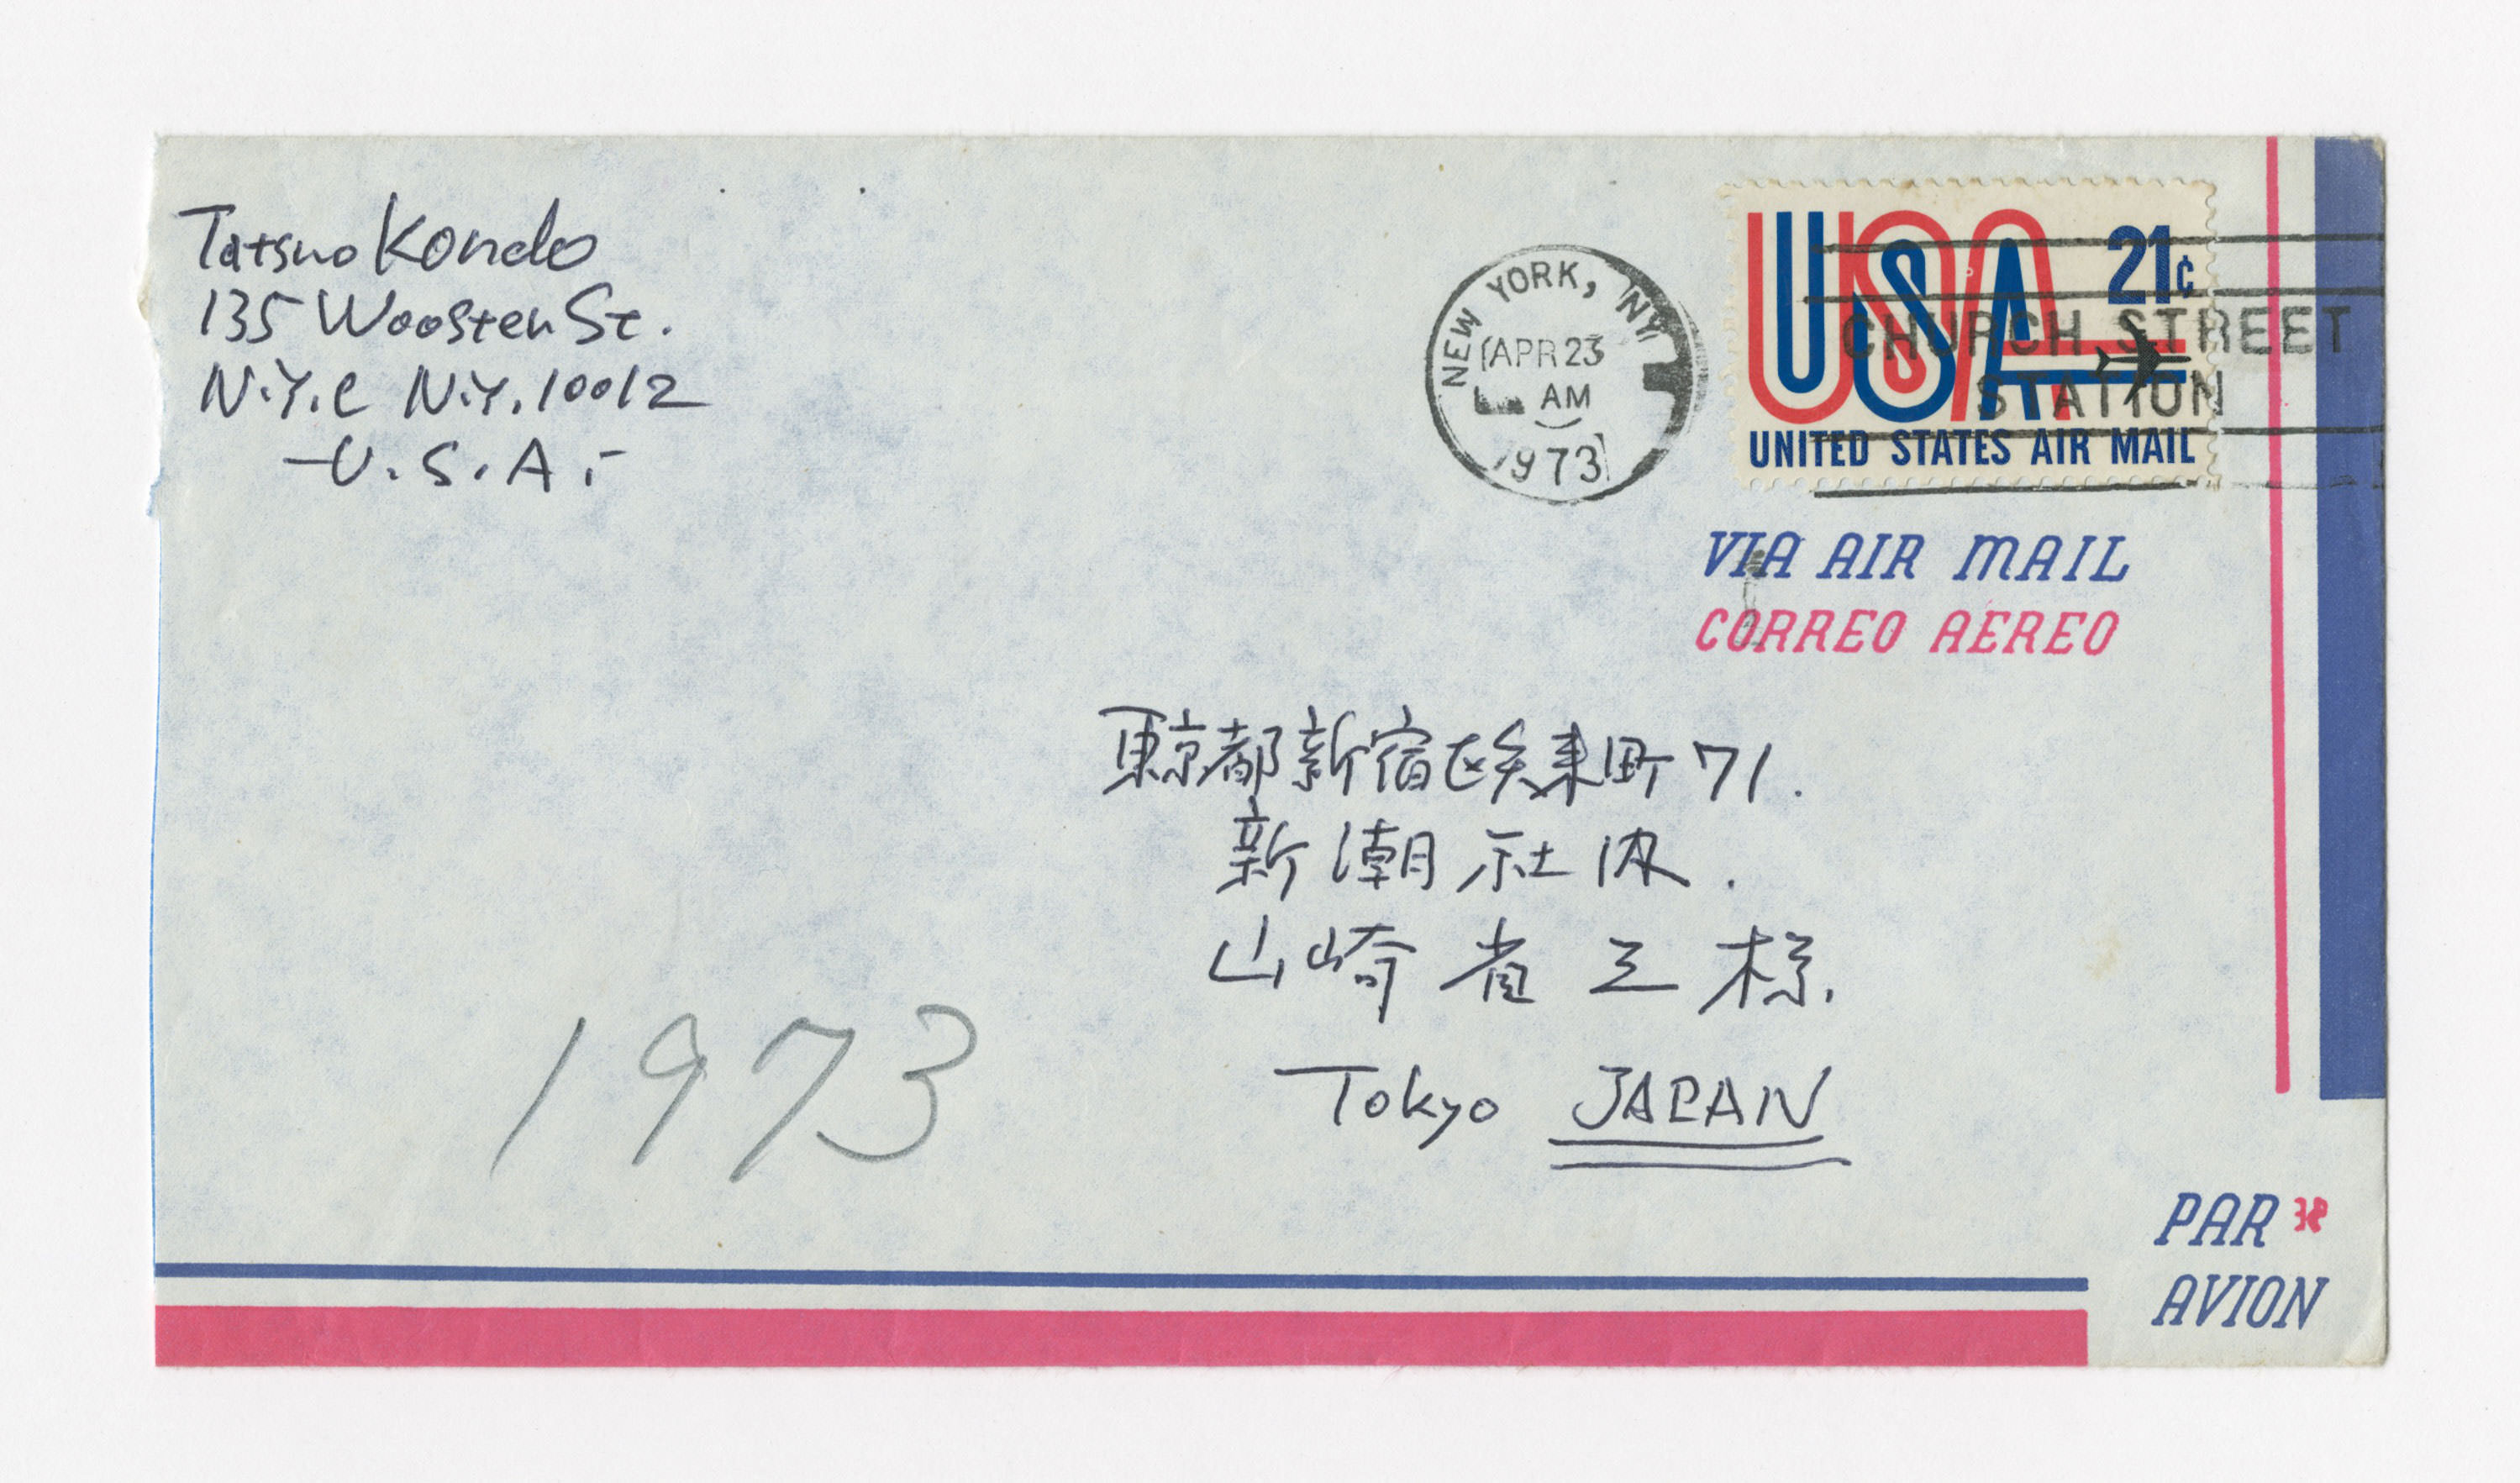 Tatsuo Kondo
135 Wooster St.
N.Y.C N.Y. 10012
-U.S.A.-
NEW YORK, NY
APR 23
AM
1973
USA 21¢
CHURCH STREET
STATION
UNITED STATES AIR MAIL
VIA AIR MAIL
CORREO AEREO
東京都新宿区矢来町71.
新潮社内.
山崎省三様.
Tokyo JAPAN
1973
PAR
AVION